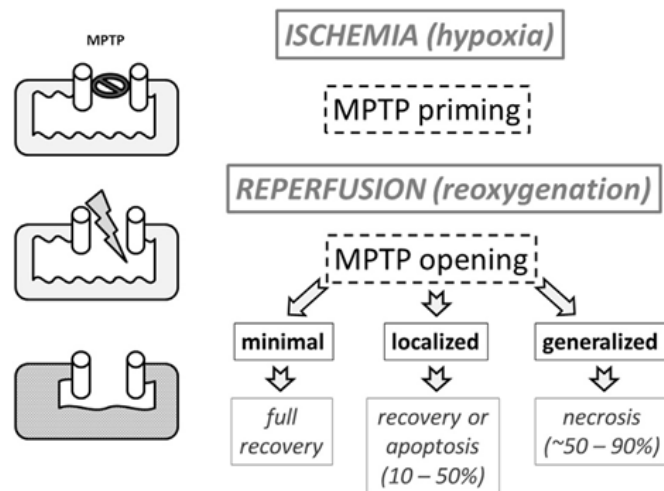 MPTP
ISCHEMIA (hypoxia)
MPTP priming
REPERFUSION (reoxygenation)
MPTP opening
minimal
localized
generalized
full
recovery
recovery or
apoptosis
(10 – 50%)
necrosis
(~50 – 90%)